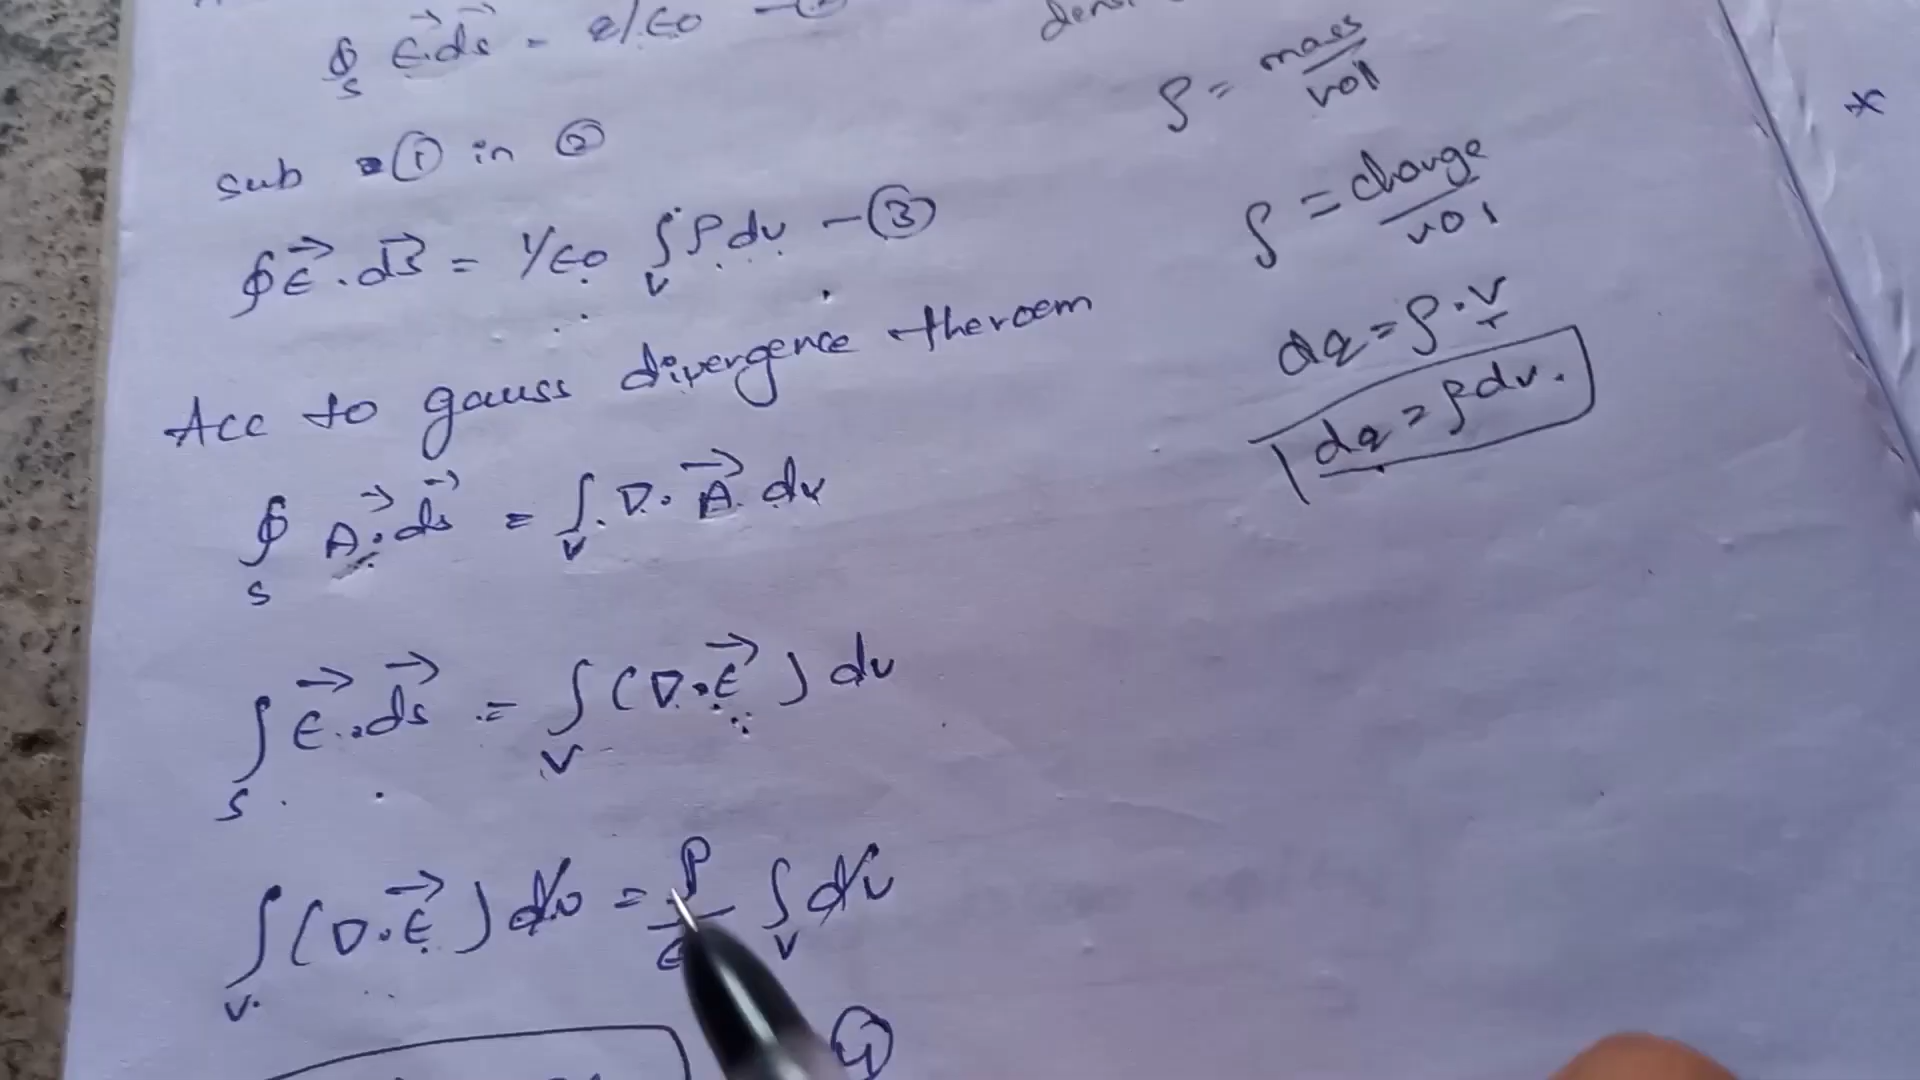 ∮s E⃗.ds⃗ = q/ϵ0
sub ① in ②
∮E⃗.dS⃗ = 1/ϵ0 ∫v ρdv - ③
Acc to gauss divergence theroem
∮s A⃗.ds⃗ = ∫v ∇.A⃗ dv
∫s E⃗.ds⃗ = ∫v (∇.E⃗) dv
∫v (∇.E⃗) dv = ρ/ϵ ∫v dv
④
ρ = mass/vol
ρ = charge/vol
dq = ρ.v
dq = ρdv.